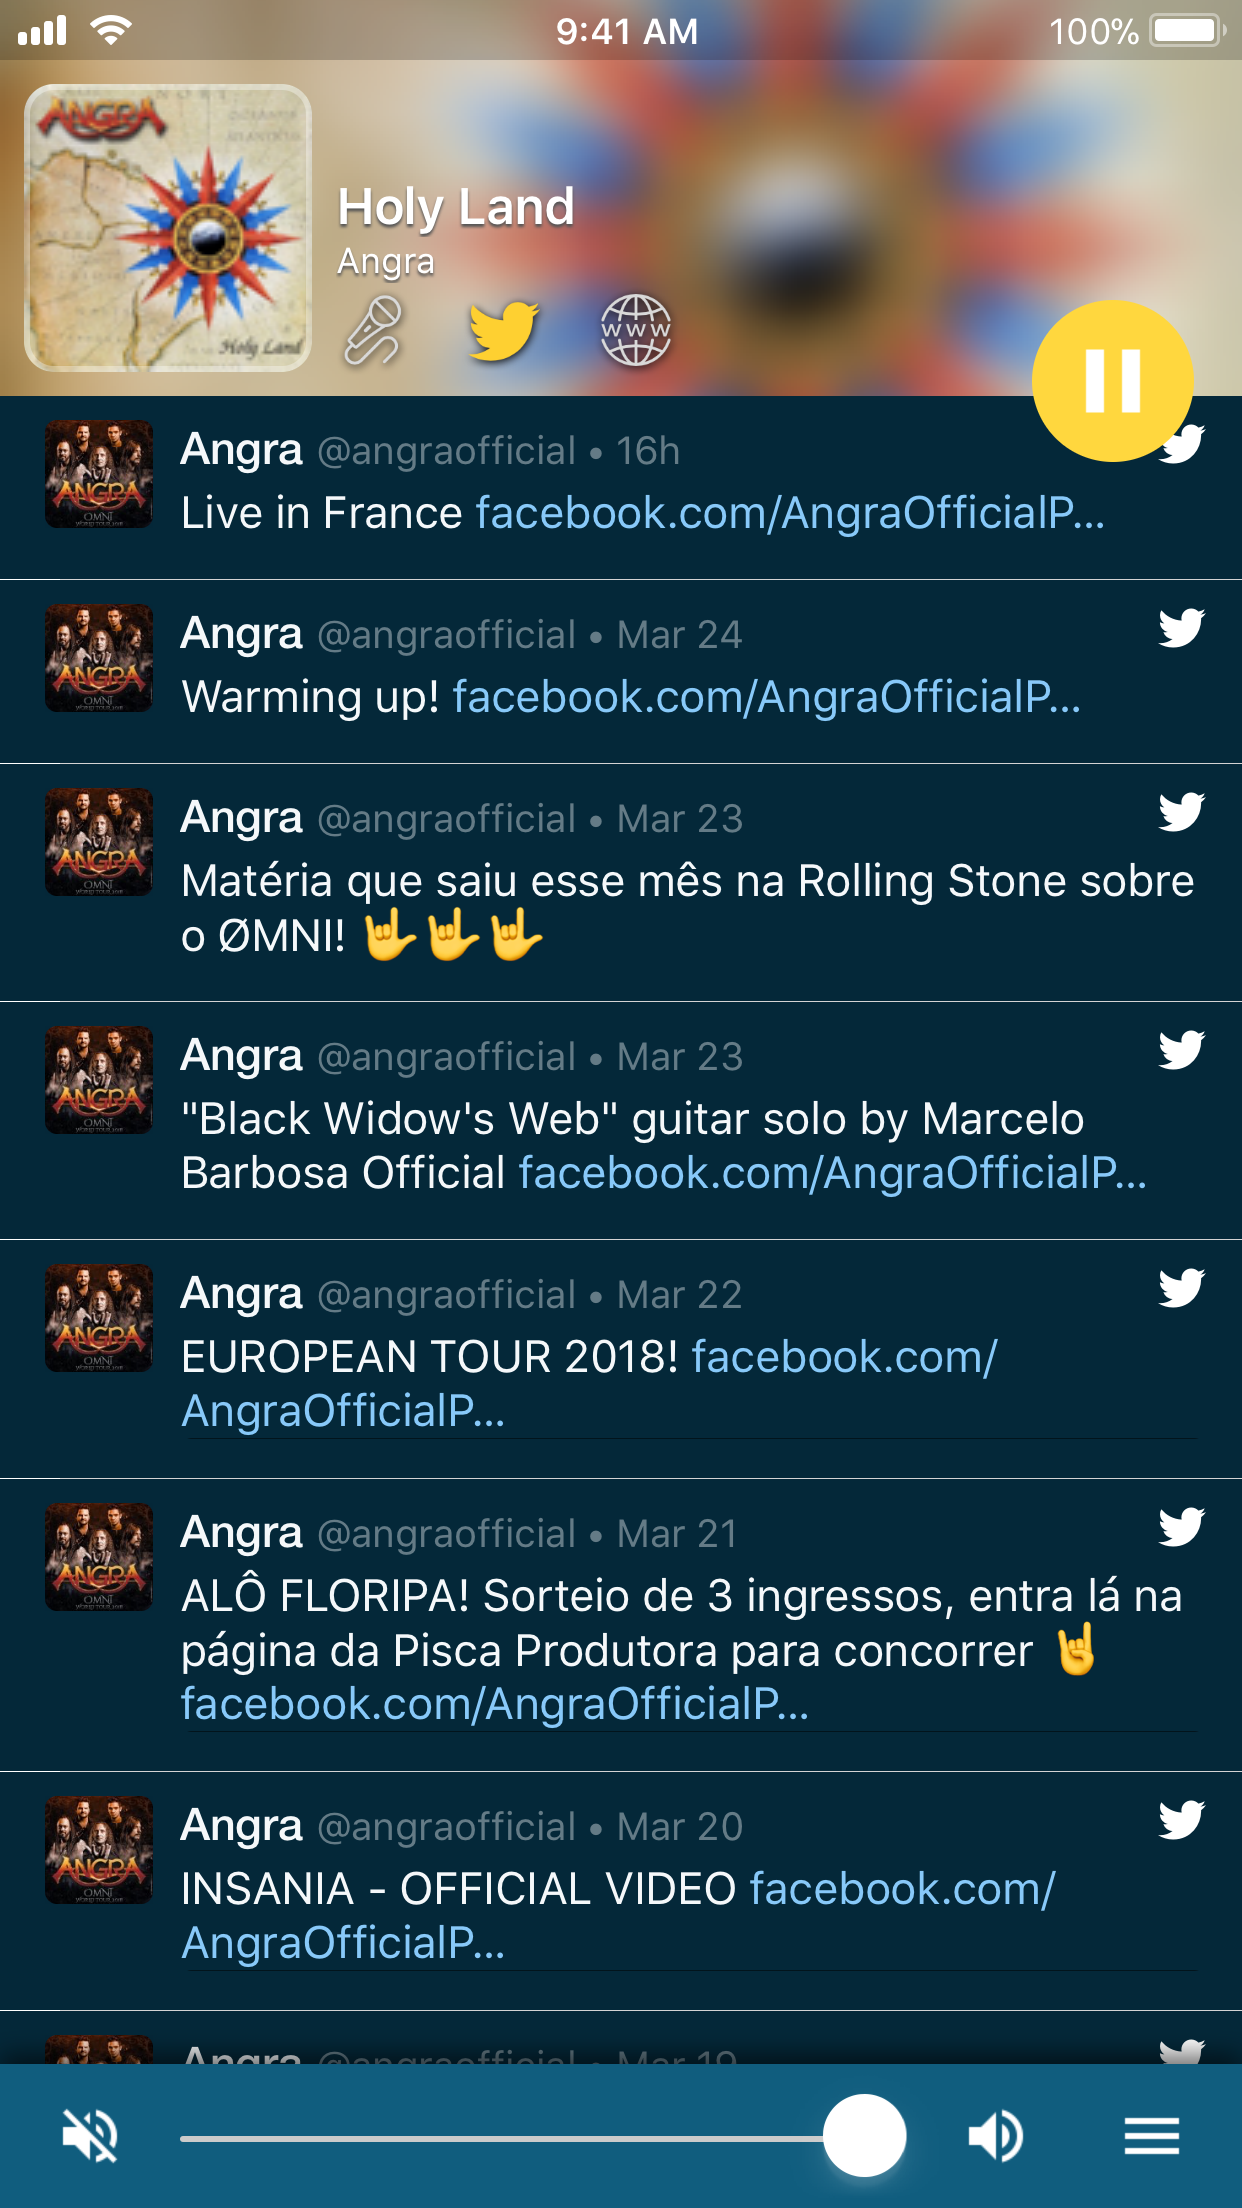 9:41 AM
100%
ANGRA
Holy Land
Holy Land
Angra
WWW
Angra @angraofficial • 16h
Live in France facebook.com/AngraOfficialP...
Angra @angraofficial • Mar 24
Warming up! facebook.com/AngraOfficialP...
Angra @angraofficial • Mar 23
Matéria que saiu esse mês na Rolling Stone sobre
o ØMNI! 🤟🤟🤟
Angra @angraofficial • Mar 23
"Black Widow's Web" guitar solo by Marcelo
Barbosa Official facebook.com/AngraOfficialP...
Angra @angraofficial • Mar 22
EUROPEAN TOUR 2018! facebook.com/
AngraOfficialP...
Angra @angraofficial • Mar 21
ALÔ FLORIPA! Sorteio de 3 ingressos, entra lá na
página da Pisca Produtora para concorrer 🤘
facebook.com/AngraOfficialP...
Angra @angraofficial • Mar 20
INSANIA - OFFICIAL VIDEO facebook.com/
AngraOfficialP...
Angra @angraofficial • Mar 19